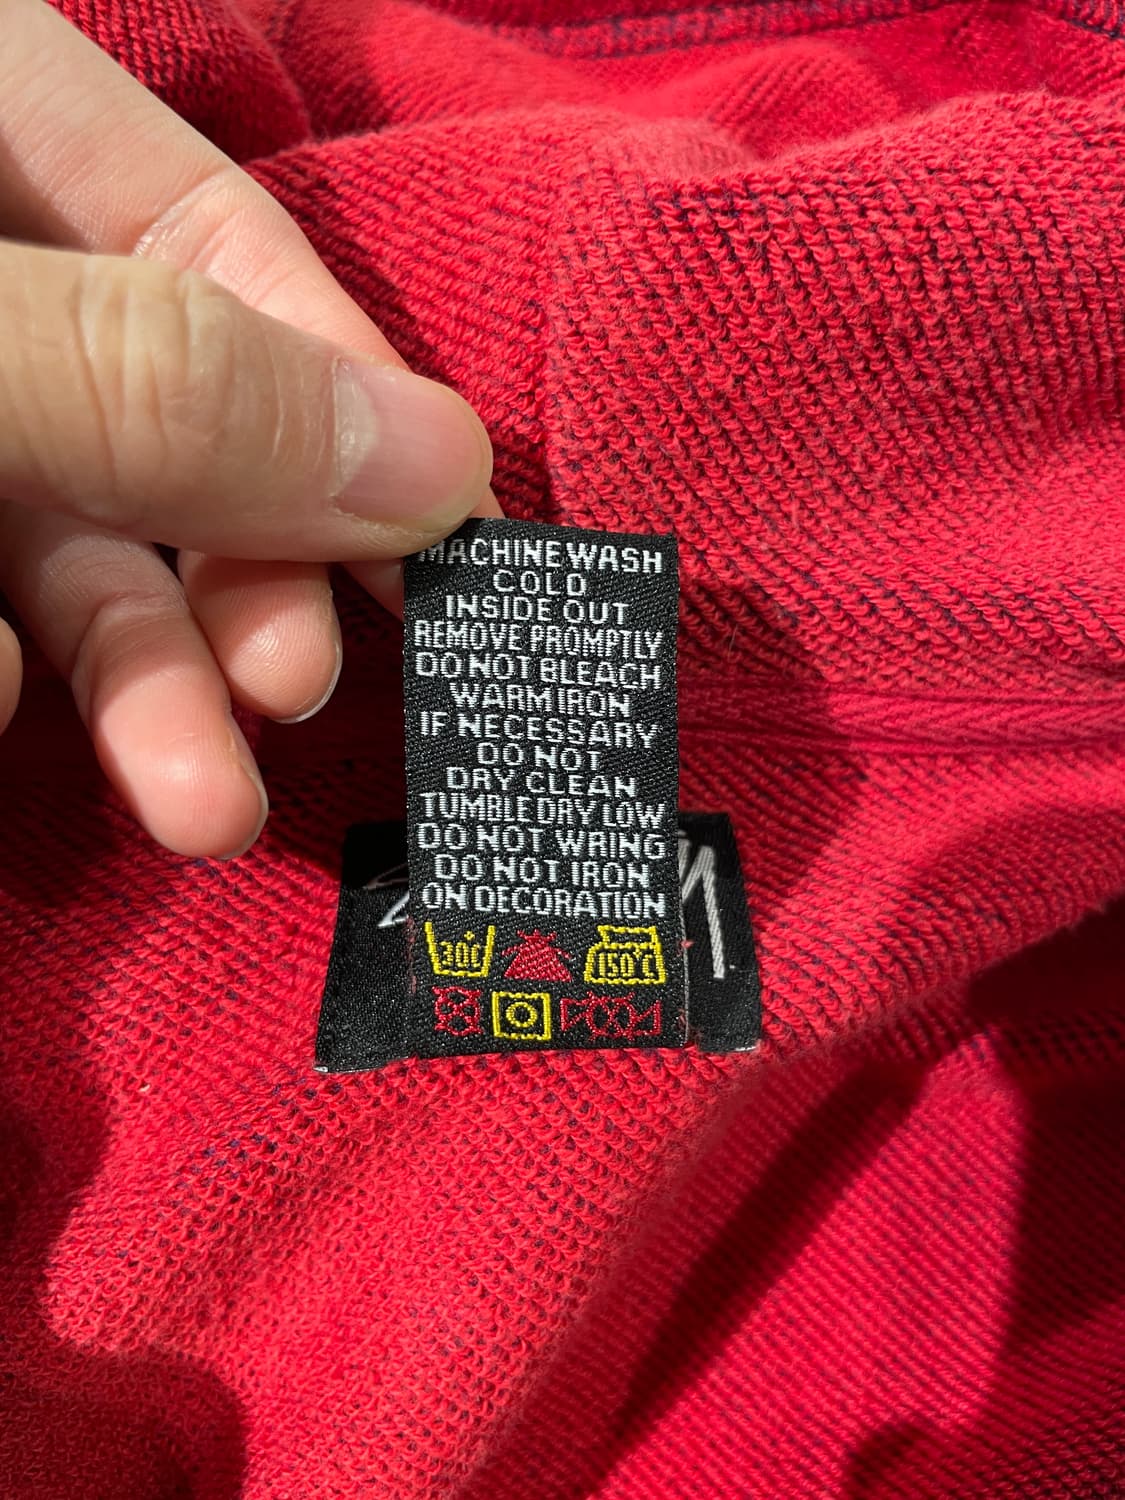 MACHINE WASH
COLD
INSIDE OUT
REMOVE PROMPTLY
DO NOT BLEACH
WARM IRON
IF NECESSARY
DO NOT
DRY CLEAN
TUMBLE DRY LOW
DO NOT WRING
DO NOT IRON
ON DECORATION
30°C
150°C